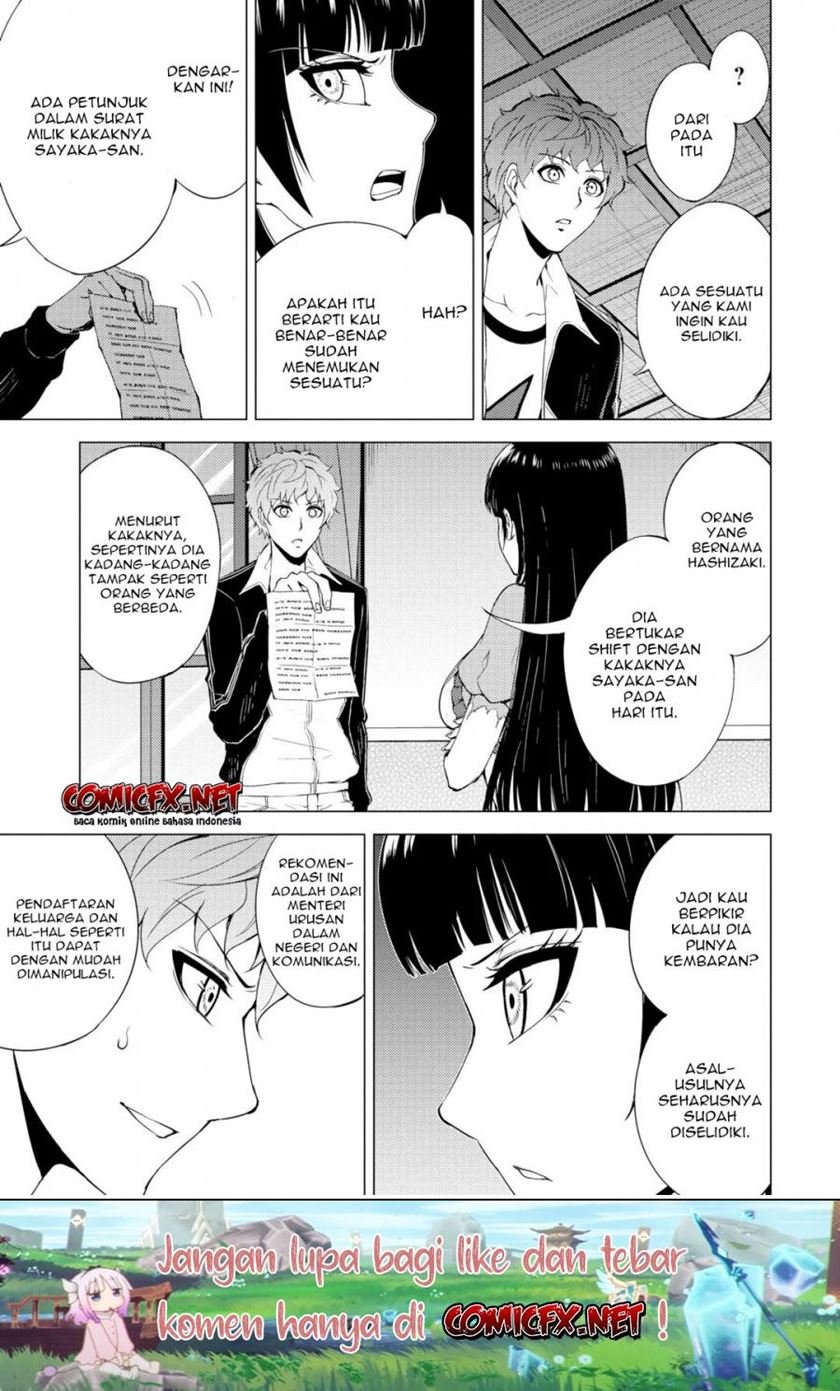 ?
DARI
PADA
ITU
ADA SESUATU
YANG KAMI
INGIN KAU
SELIDIKI.
HAH?
APAKAH ITU
BERARTI KAU
BENAR-BENAR
SUDAH
MENEMUKAN
SESUATU?
DENGAR-
KAN INI!
ADA PETUNJUK
DALAM SURAT
MILIK KAKAKNYA
SAYAKA-SAN.
ORANG
YANG
BERNAMA
HASHIZAKI.
DIA
BERTUKAR
SHIFT DENGAN
KAKAKNYA
SAYAKA-SAN
PADA
HARI ITU.
MENURUT
KAKAKNYA,
SEPERTINYA DIA
KADANG-KADANG
TAMPAK SEPERTI
ORANG YANG
BERBEDA.
COMICFX.NET
Baca Komik Online Bahasa Indonesia
JADI KAU
BERPIKIR
KALAU DIA
PUNYA
KEMBARAN?
ASAL-
USULNYA
SEHARUSNYA
SUDAH
DISELIDIKI.
REKOMEN-
DASI INI
ADALAH DARI
MENTERI
URUSAN
DALAM
NEGERI DAN
KOMUNIKASI.
PENDAFTARAN
KELUARGA DAN
HAL-HAL SEPERTI
ITU DAPAT
DENGAN MUDAH
DIMANIPULASI.
Jangan lupa bagi like dan tebar
komen hanya di COMICFX.NET !